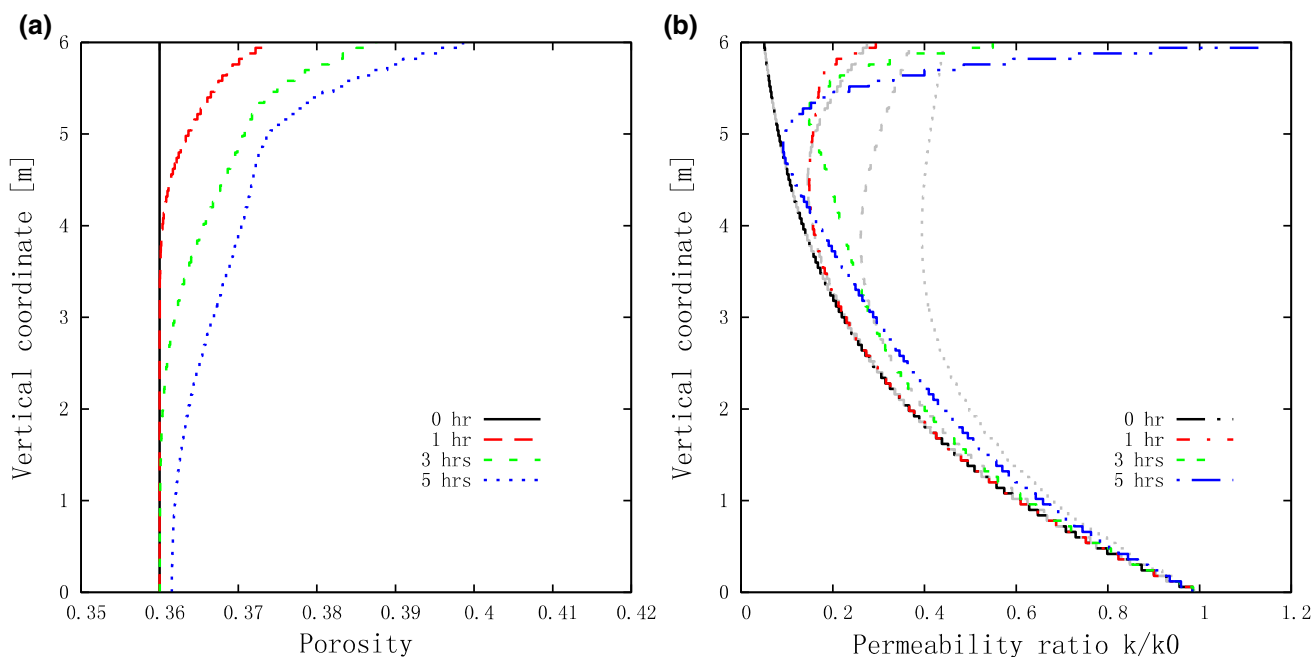 (a)
6
5
4
3
2
1
0
Vertical coordinate [m]
0 hr
1 hr
3 hrs
5 hrs
0.35 0.36 0.37 0.38 0.39 0.4 0.41 0.42
Porosity
(b)
6
5
4
3
2
1
0
Vertical coordinate [m]
0 hr
1 hr
3 hrs
5 hrs
0 0.2 0.4 0.6 0.8 1 1.2
Permeability ratio k/k0